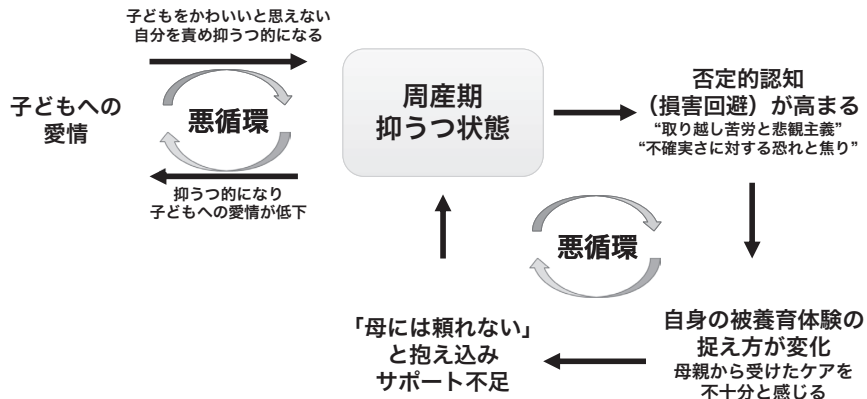 子どもをかわいいと思えない
自分を責め抑うつ的になる
子どもへの
愛情
悪循環
抑うつ的になり
子どもへの愛情が低下
周産期
抑うつ状態
否定的認知
（損害回避）が高まる
“取り越し苦労と悲観主義”
“不確実さに対する恐れと焦り”
悪循環
自身の被養育体験の
捉え方が変化
母親から受けたケアを
不十分と感じる
「母には頼れない」
と抱え込み
サポート不足